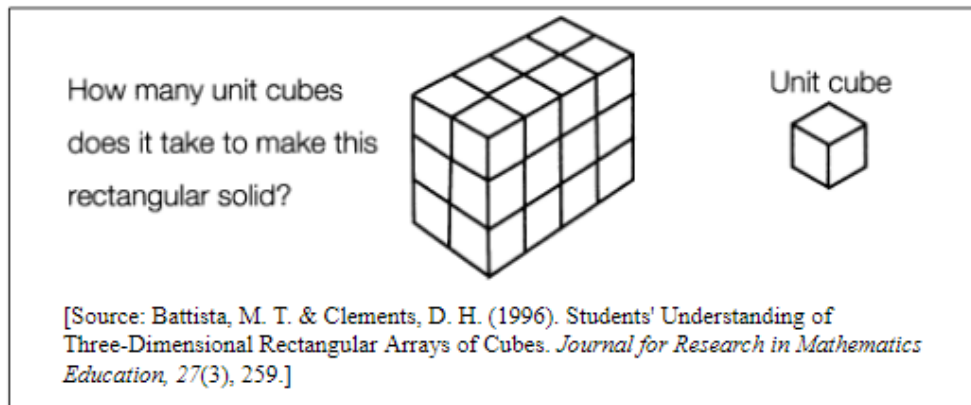 How many unit cubes
does it take to make this
rectangular solid?
Unit cube
[Source: Battista, M. T. & Clements, D. H. (1996). Students' Understanding of
Three-Dimensional Rectangular Arrays of Cubes. Journal for Research in Mathematics
Education, 27(3), 259.]